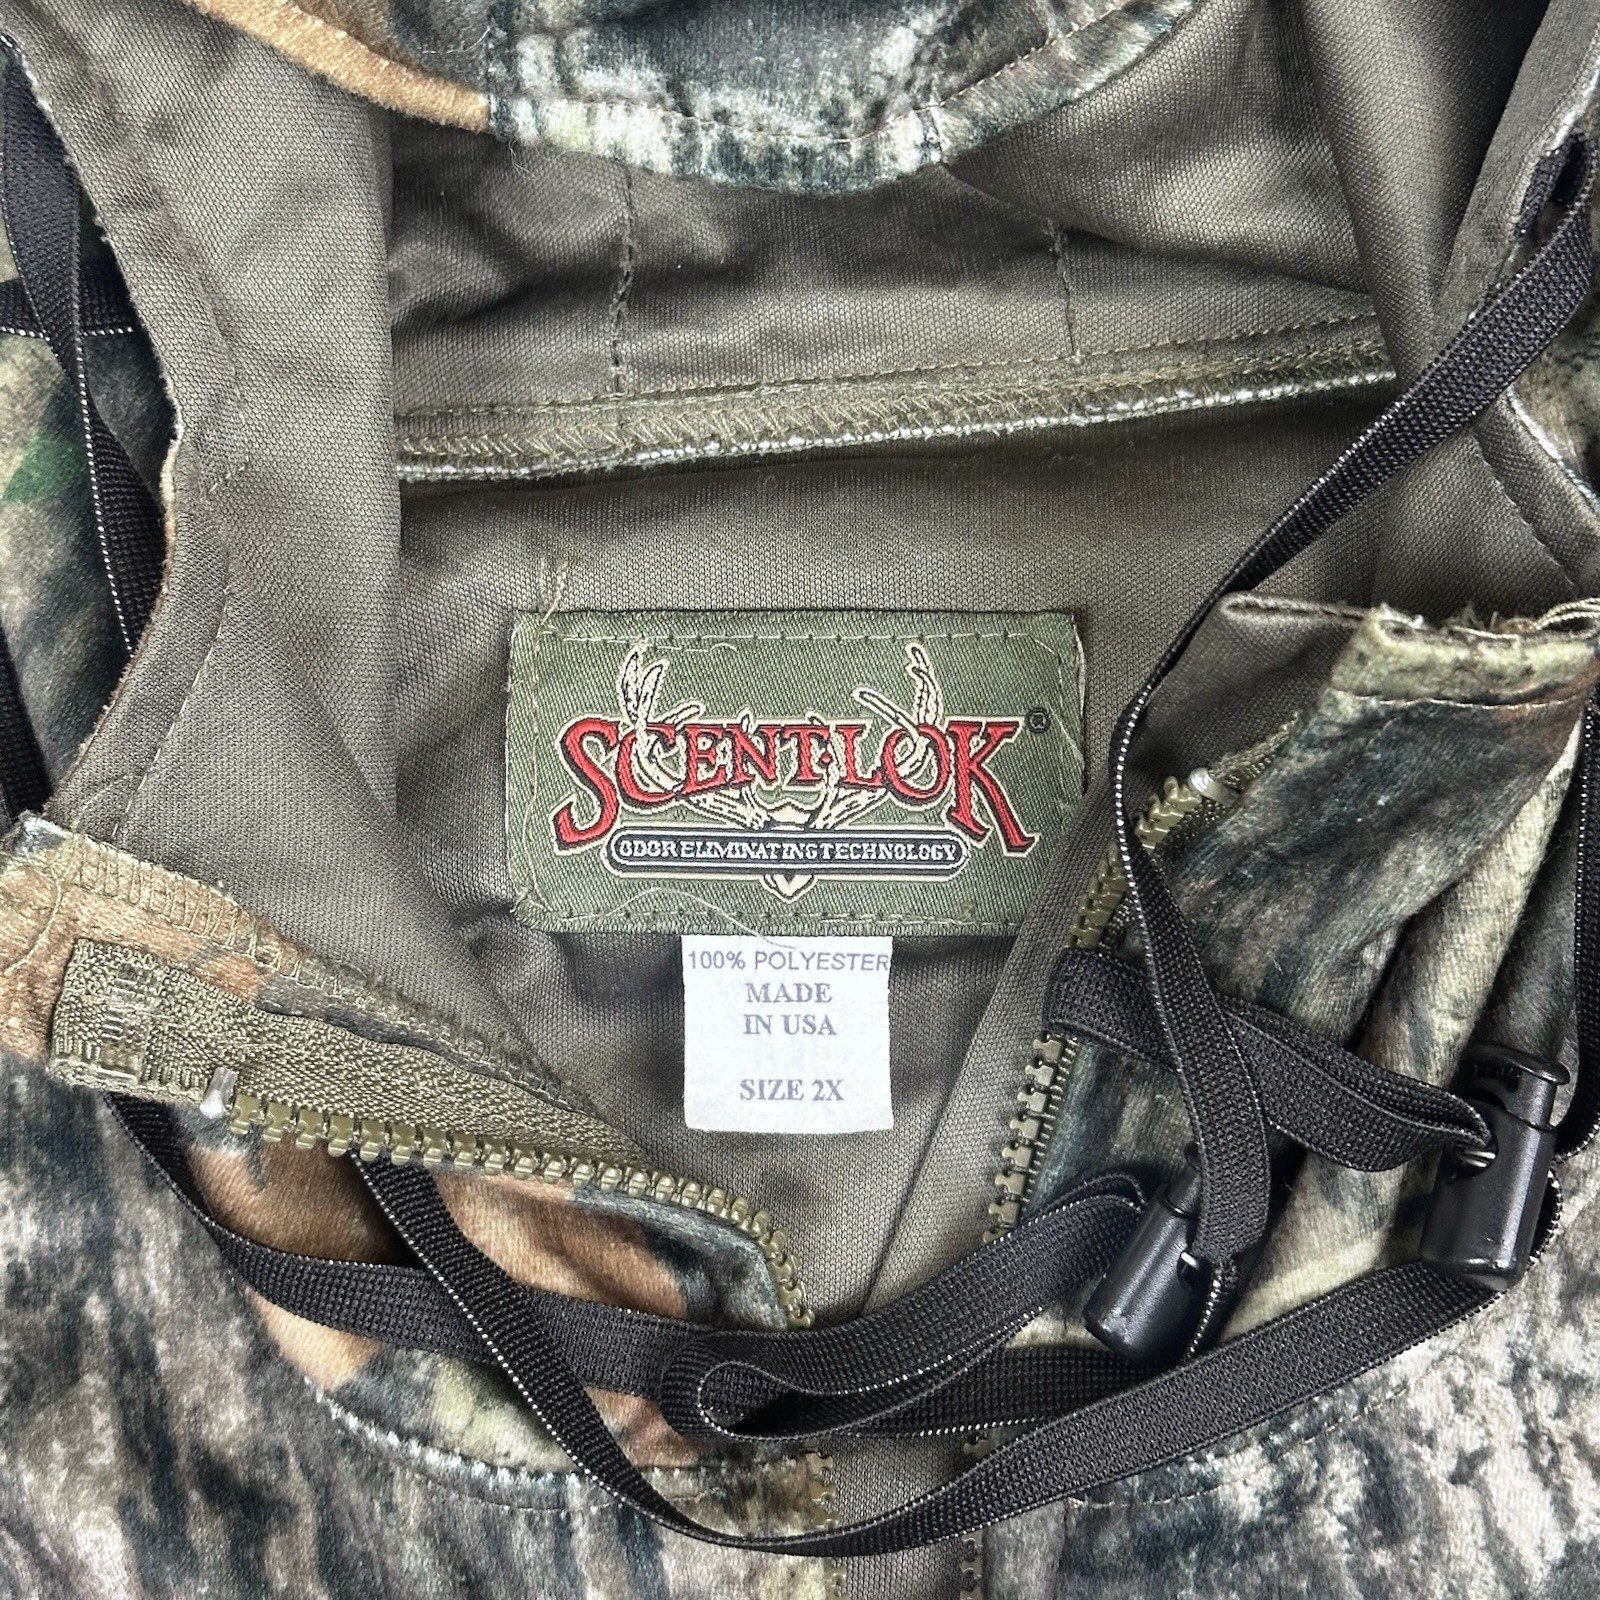 SCENT-LOK®
ODOR ELIMINATING TECHNOLOGY
100% POLYESTER
MADE
IN USA
SIZE 2X